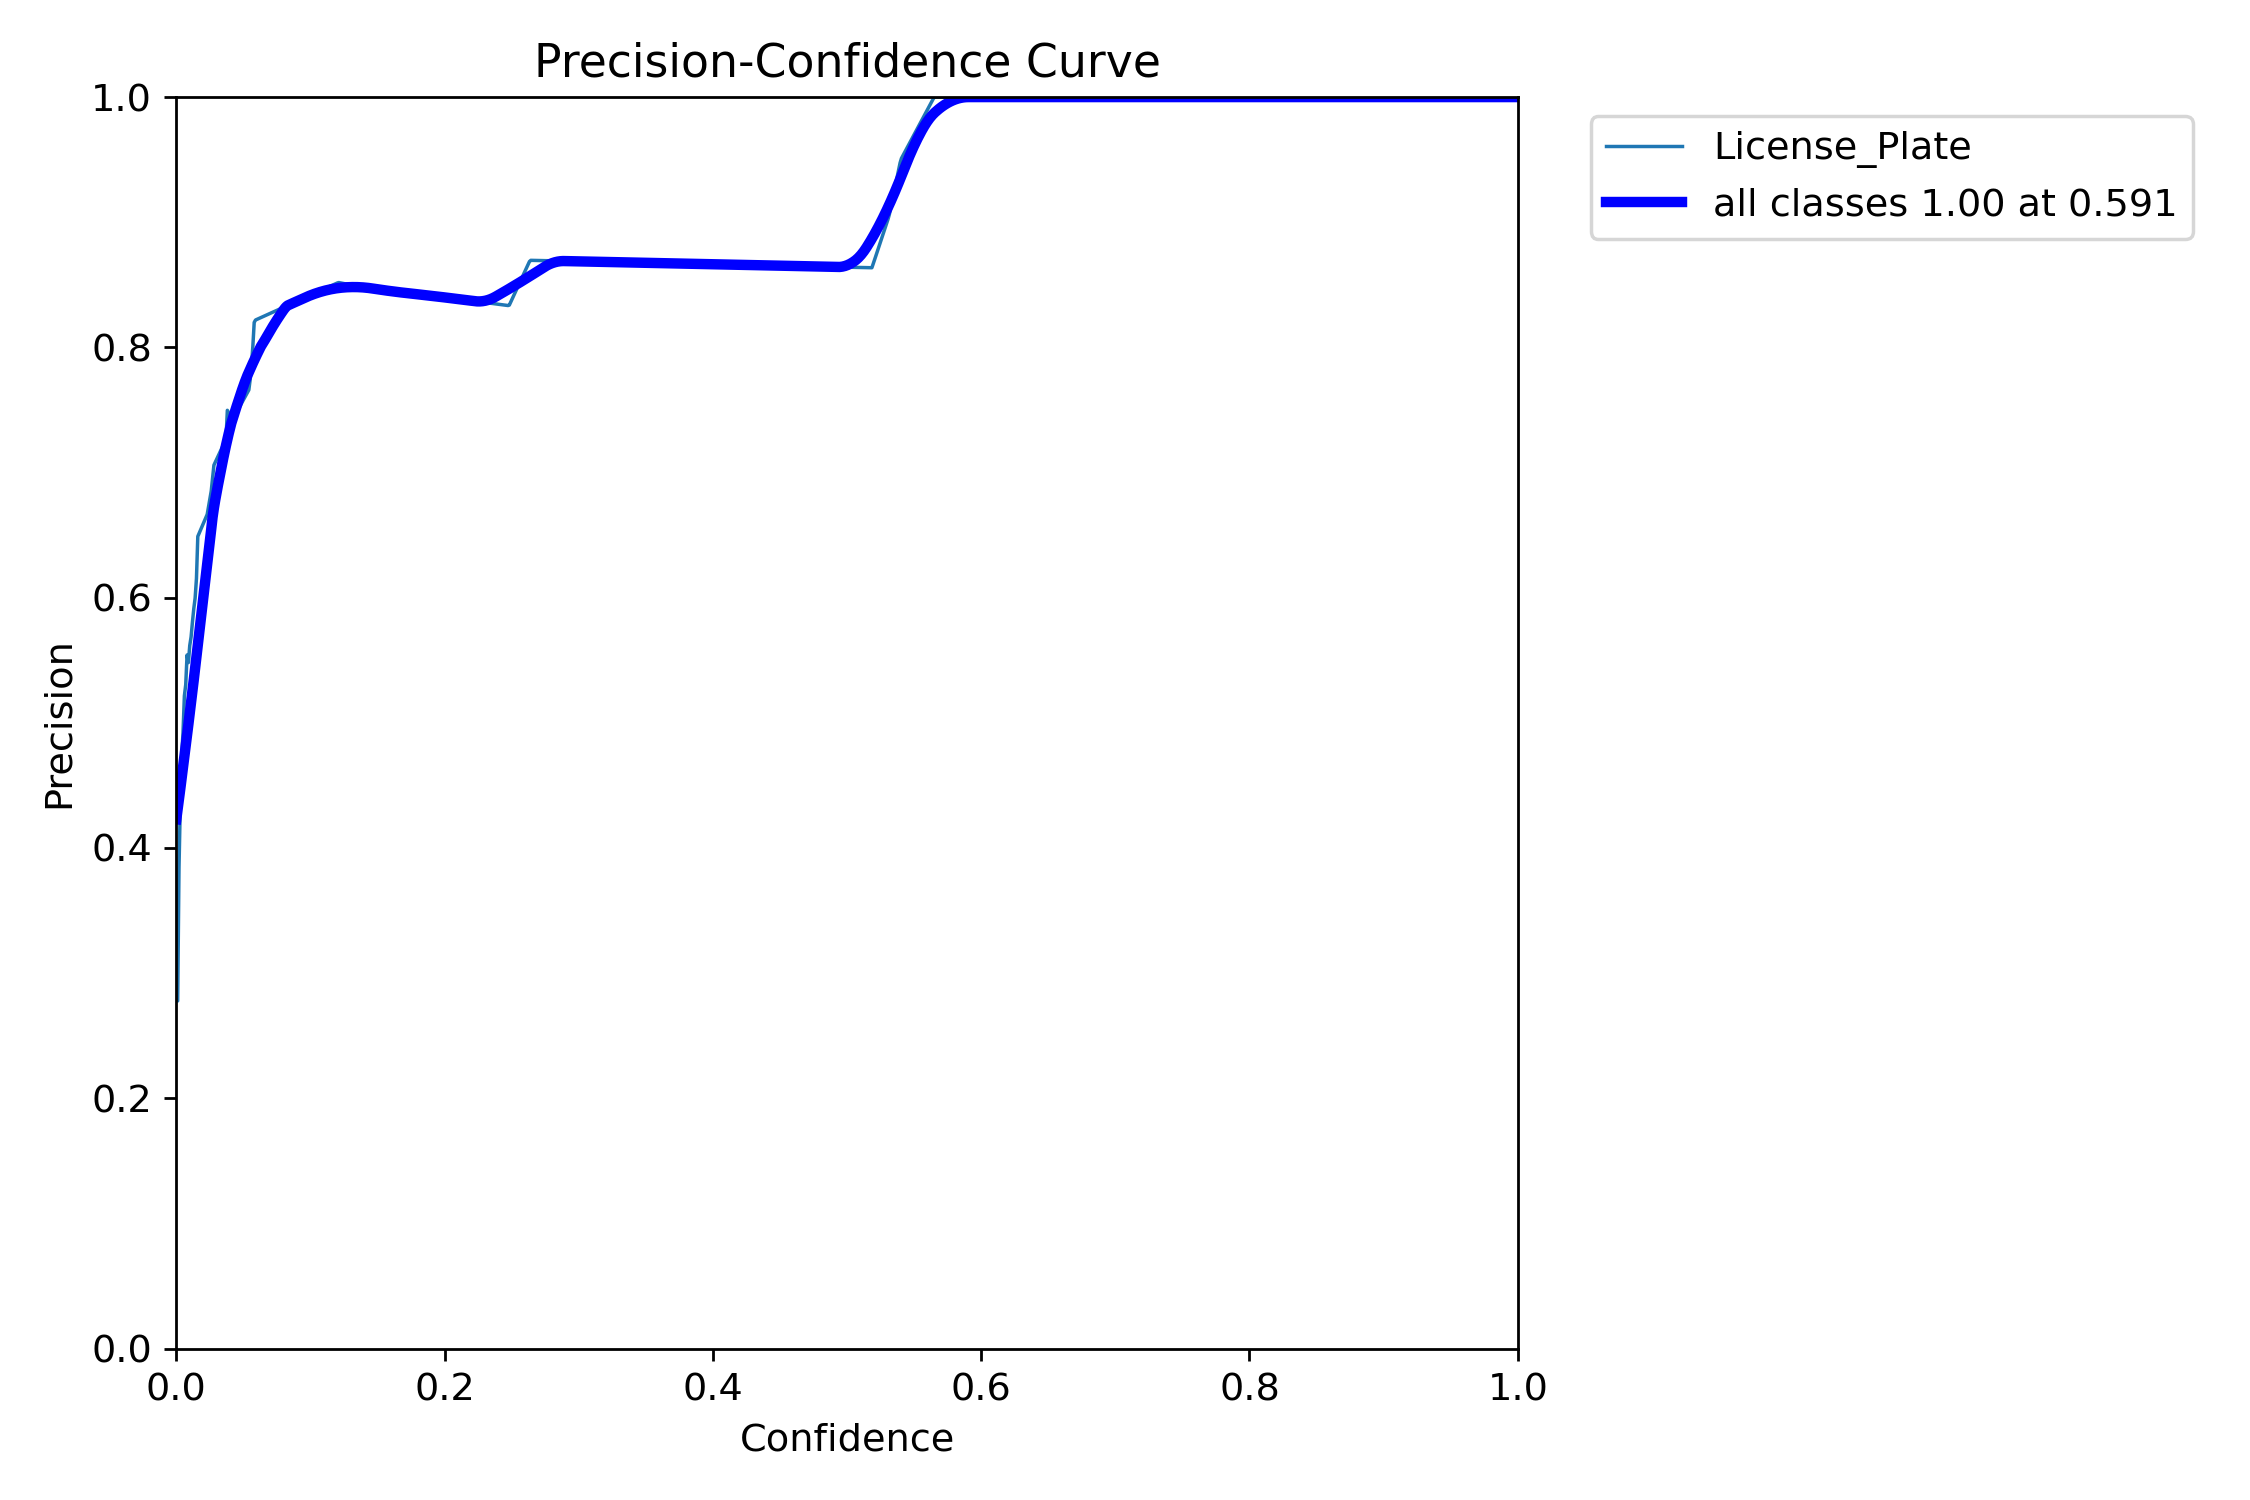 Precision-Confidence Curve
1.0
0.8
0.6
0.4
0.2
0.0
Precision
0.0 0.2 0.4 0.6 0.8 1.0
Confidence
License_Plate
all classes 1.00 at 0.591